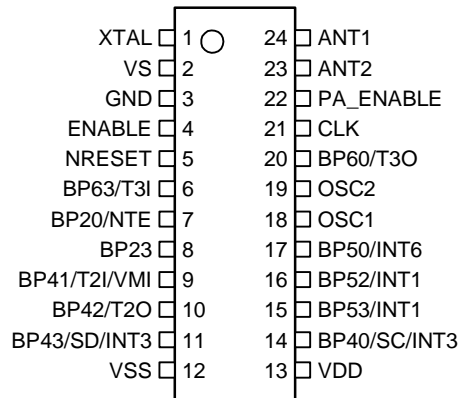 XTAL 1 24 ANT1
VS 2 23 ANT2
GND 3 22 PA_ENABLE
ENABLE 4 21 CLK
NRESET 5 20 BP60/T3O
BP63/T3I 6 19 OSC2
BP20/NTE 7 18 OSC1
BP23 8 17 BP50/INT6
BP41/T2I/VMI 9 16 BP52/INT1
BP42/T2O 10 15 BP53/INT1
BP43/SD/INT3 11 14 BP40/SC/INT3
VSS 12 13 VDD